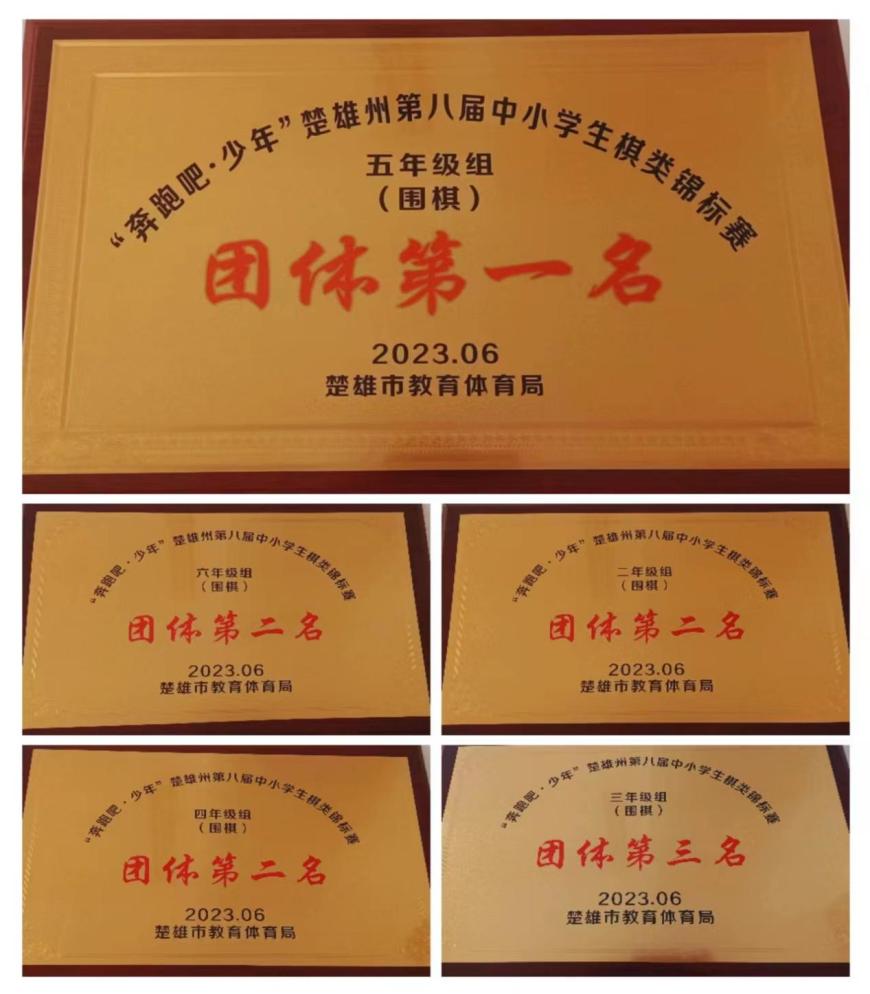 “奔跑吧·少年”楚雄州第八届中小学生棋类锦标赛
五年级组
（围棋）
团体第一名
2023.06
楚雄市教育体育局
“奔跑吧·少年”楚雄州第八届中小学生棋类锦标赛
六年级组
（围棋）
团体第二名
2023.06
楚雄市教育体育局
“奔跑吧·少年”楚雄州第八届中小学生棋类锦标赛
二年级组
（围棋）
团体第二名
2023.06
楚雄市教育体育局
“奔跑吧·少年”楚雄州第八届中小学生棋类锦标赛
四年级组
（围棋）
团体第二名
2023.06
楚雄市教育体育局
“奔跑吧·少年”楚雄州第八届中小学生棋类锦标赛
三年级组
（围棋）
团体第三名
2023.06
楚雄市教育体育局